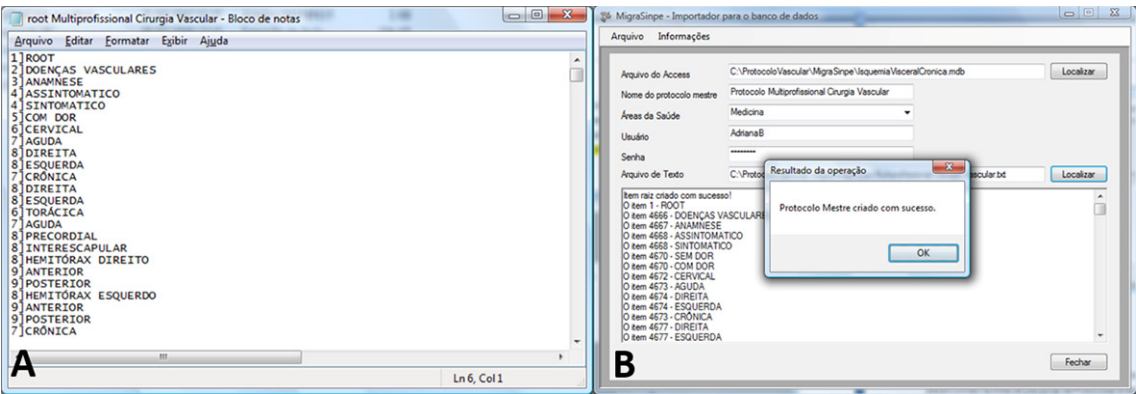 root Multiprofissional Cirurgia Vascular - Bloco de notas
Arquivo Editar Formatar Exibir Ajuda
1]ROOT
2]DOENÇAS VASCULARES
3]ANAMNESE
4]ASSINTOMATICO
4]SINTOMATICO
5]COM DOR
6]CERVICAL
7]AGUDA
8]DIREITA
8]ESQUERDA
7]CRÔNICA
8]DIREITA
8]ESQUERDA
6]TORÁCICA
7]AGUDA
8]PRECORDIAL
8]INTERESCAPULAR
8]HEMITÓRAX DIREITO
9]ANTERIOR
9]POSTERIOR
8]HEMITÓRAX ESQUERDO
9]ANTERIOR
9]POSTERIOR
7]CRÔNICA
Ln 6, Col 1
A
MigraSinpe - Importador para o banco de dados
Arquivo Informações
Arquivo do Access C:\ProtocoloVascular\MigraSinpe\IsquemiaVisceralCronica.mdb Localizar
Nome do protocolo mestre Protocolo Multiprofissional Cirurgia Vascular
Áreas da Saúde Medicina
Usuário AdrianaB
Senha ********
Arquivo de Texto C:\Protoc ascular.txt Localizar
Item raiz criado com sucesso!
O item 1 - ROOT
O item 4666 - DOENÇAS VASCULARE
O item 4667 - ANAMNESE
O item 4668 - ASSINTOMATICO
O item 4668 - SINTOMATICO
O item 4670 - SEM DOR
O item 4670 - COM DOR
O item 4672 - CERVICAL
O item 4673 - AGUDA
O item 4674 - DIREITA
O item 4674 - ESQUERDA
O item 4673 - CRÔNICA
O item 4677 - DIREITA
O item 4677 - ESQUERDA
Resultado da operação
Protocolo Mestre criado com sucesso.
OK
Fechar
B